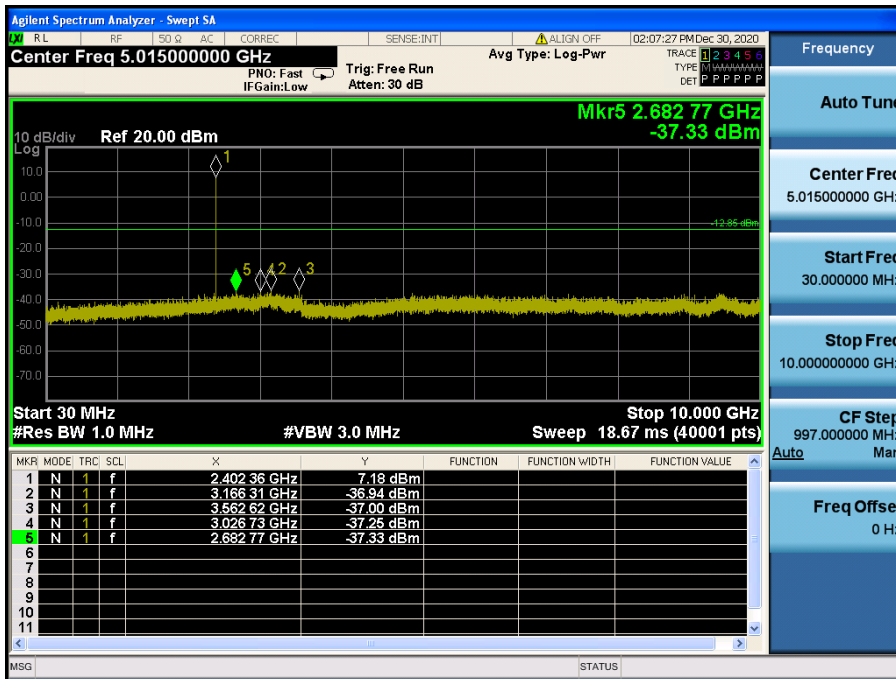 Agilent Spectrum Analyzer - Swept SA
LXI RL RF 50 Ω AC CORREC SENSE:INT ALIGN OFF 02:07:27 PM Dec 30, 2020
Center Freq 5.015000000 GHz
PNO: Fast
IFGain:Low
Trig: Free Run
Atten: 30 dB
Avg Type: Log-Pwr
TRACE 1 2 3 4 5 6
TYPE M WWWWW
DET P P P P P P
Mkr5 2.682 77 GHz
-37.33 dBm
10 dB/div Ref 20.00 dBm
Log
10.0
0.00
-10.0
-20.0
-30.0
-40.0
-50.0
-60.0
-70.0
-12.85 dBm
1
5
4
2
3
Start 30 MHz Stop 10.000 GHz
#Res BW 1.0 MHz #VBW 3.0 MHz Sweep 18.67 ms (40001 pts)
MKR MODE TRC SCL X Y FUNCTION FUNCTION WIDTH FUNCTION VALUE
1 N 1 f 2.402 36 GHz 7.18 dBm
2 N 1 f 3.166 31 GHz -36.94 dBm
3 N 1 f 3.562 62 GHz -37.00 dBm
4 N 1 f 3.026 73 GHz -37.25 dBm
5 N 1 f 2.682 77 GHz -37.33 dBm
6
7
8
9
10
11
MSG STATUS
Frequency
Auto Tune
Center Freq
5.015000000 GHz
Start Freq
30.000000 MHz
Stop Freq
10.000000000 GHz
CF Step
997.000000 MHz
Auto Man
Freq Offset
0 Hz